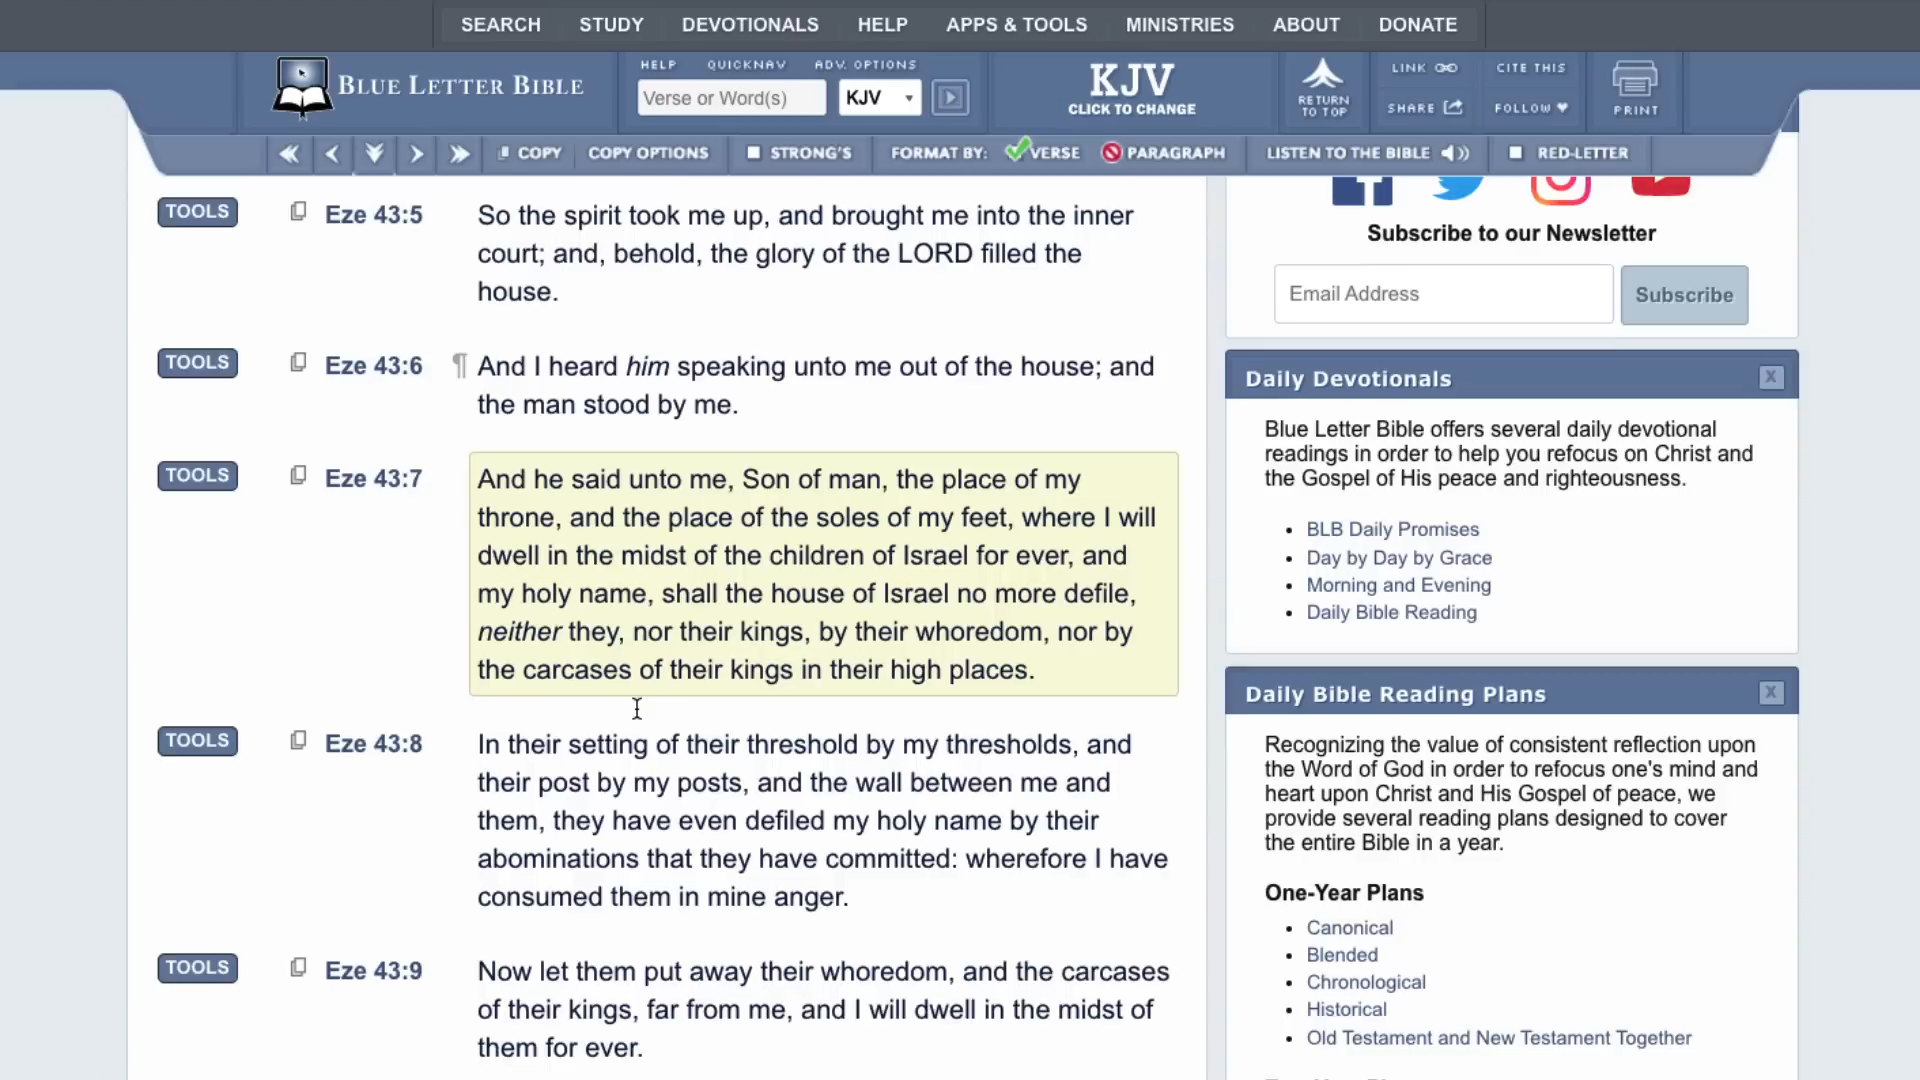 SEARCH STUDY DEVOTIONALS HELP APPS & TOOLS MINISTRIES ABOUT DONATE
BLUE LETTER BIBLE
HELP QUICKNAV ADV. OPTIONS
Verse or Word(s) KJV
KJV
CLICK TO CHANGE
RETURN
TO TOP
LINK CITE THIS
SHARE FOLLOW
PRINT
COPY COPY OPTIONS STRONG'S FORMAT BY: VERSE PARAGRAPH LISTEN TO THE BIBLE RED-LETTER
TOOLS Eze 43:5 So the spirit took me up, and brought me into the inner
court; and, behold, the glory of the LORD filled the
house.
TOOLS Eze 43:6 ¶ And I heard him speaking unto me out of the house; and
the man stood by me.
TOOLS Eze 43:7 And he said unto me, Son of man, the place of my
throne, and the place of the soles of my feet, where I will
dwell in the midst of the children of Israel for ever, and
my holy name, shall the house of Israel no more defile,
neither they, nor their kings, by their whoredom, nor by
the carcases of their kings in their high places.
TOOLS Eze 43:8 In their setting of their threshold by my thresholds, and
their post by my posts, and the wall between me and
them, they have even defiled my holy name by their
abominations that they have committed: wherefore I have
consumed them in mine anger.
TOOLS Eze 43:9 Now let them put away their whoredom, and the carcases
of their kings, far from me, and I will dwell in the midst of
them for ever.
Subscribe to our Newsletter
Email Address Subscribe
Daily Devotionals X
Blue Letter Bible offers several daily devotional
readings in order to help you refocus on Christ and
the Gospel of His peace and righteousness.
• BLB Daily Promises
• Day by Day by Grace
• Morning and Evening
• Daily Bible Reading
Daily Bible Reading Plans X
Recognizing the value of consistent reflection upon
the Word of God in order to refocus one's mind and
heart upon Christ and His Gospel of peace, we
provide several reading plans designed to cover
the entire Bible in a year.
One-Year Plans
• Canonical
• Blended
• Chronological
• Historical
• Old Testament and New Testament Together